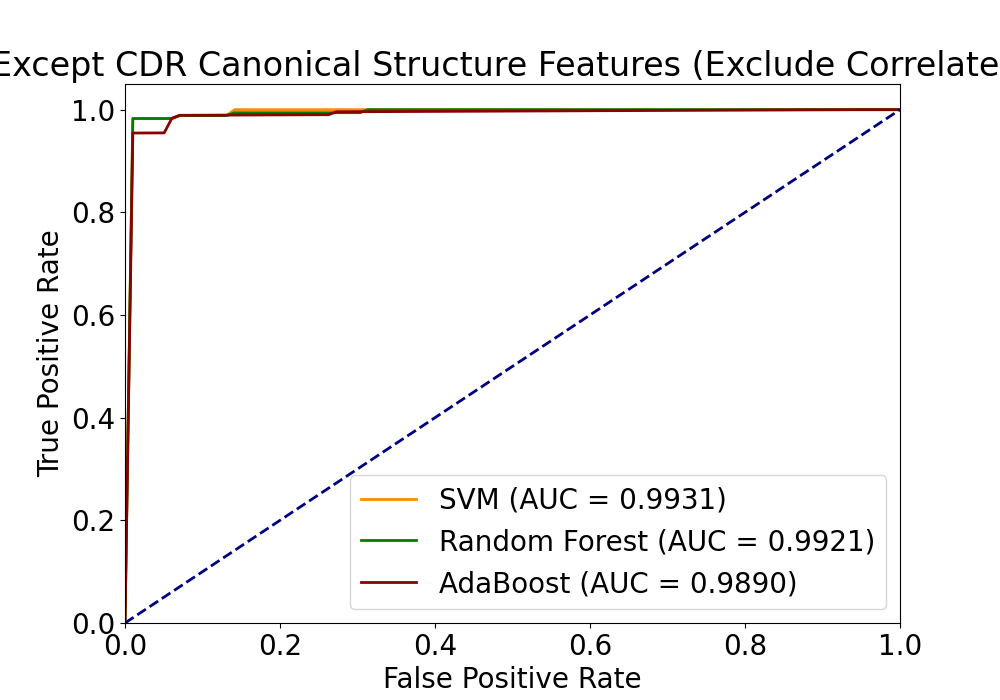 Except CDR Canonical Structure Features (Exclude Correlate
1.0
0.8
0.6
0.4
0.2
0.0
True Positive Rate
SVM (AUC = 0.9931)
Random Forest (AUC = 0.9921)
AdaBoost (AUC = 0.9890)
0.0 0.2 0.4 0.6 0.8 1.0
False Positive Rate